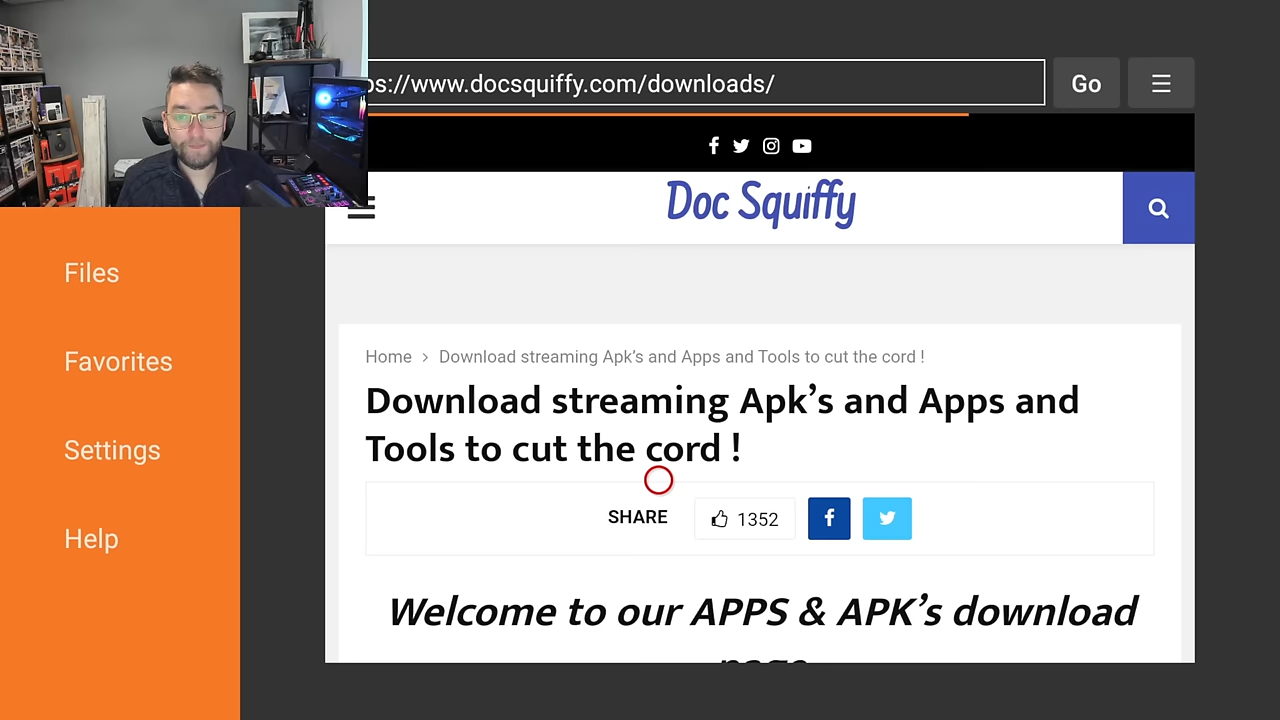 ps://www.docsquiffy.com/downloads/
Go
Doc Squiffy
Files
Favorites
Settings
Help
Home > Download streaming Apk’s and Apps and Tools to cut the cord !
Download streaming Apk’s and Apps and
Tools to cut the cord !
SHARE
1352
Welcome to our APPS & APK’s download
page